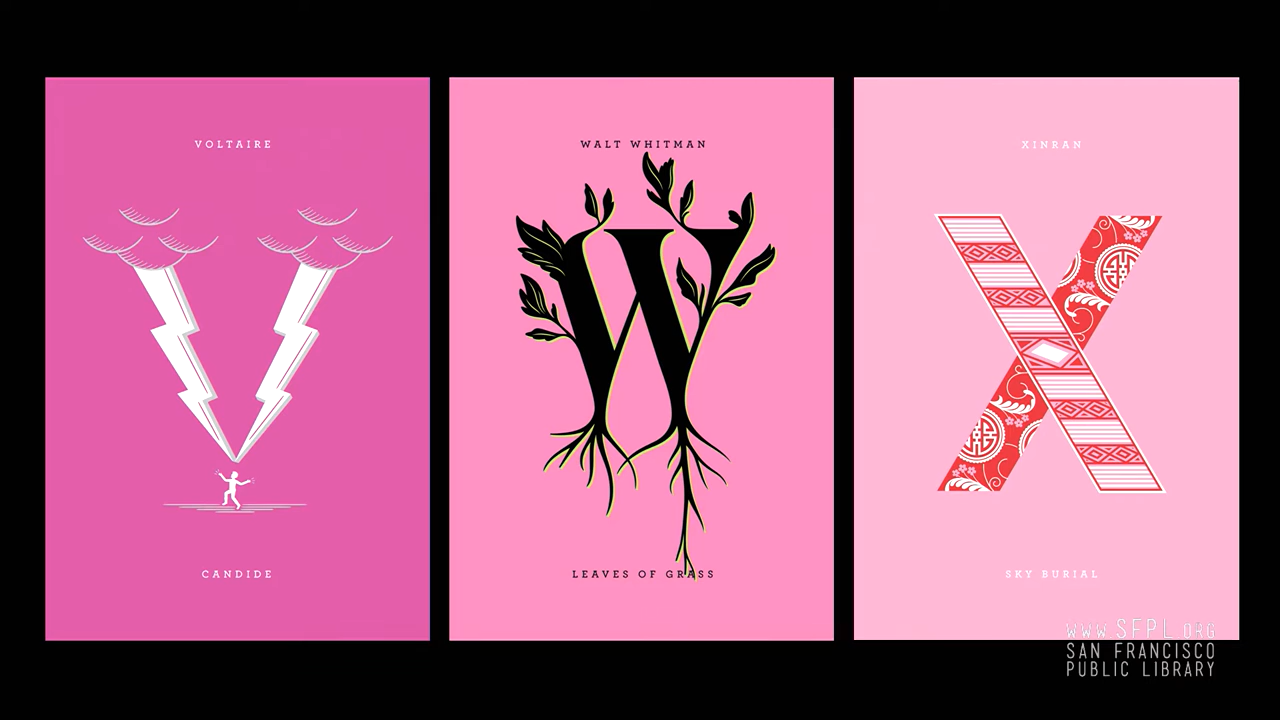 VOLTAIRE
V
CANDIDE
WALT WHITMAN
W
LEAVES OF GRASS
XINRAN
X
SKY BURIAL
WWW.SFPL.ORG
SAN FRANCISCO
PUBLIC LIBRARY